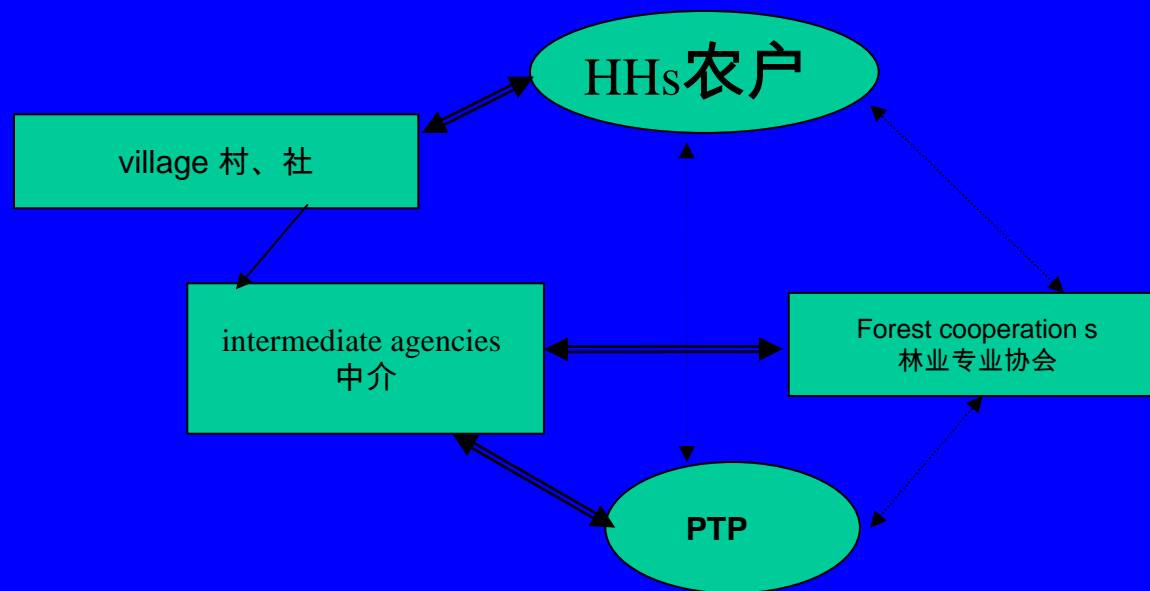 HHs农户
village 村、社
intermediate agencies
中介
Forest cooperation s
林业专业协会
PTP